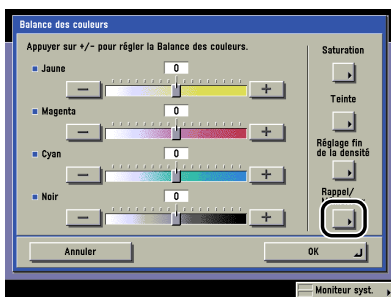 Balance des couleurs
Appuyer sur +/- pour régler la Balance des couleurs.
Saturation
Jaune
0
Teinte
Magenta
0
Réglage fin
de la densité
Cyan
0
Rappel/
Noir
0
Annuler
OK
Moniteur syst.